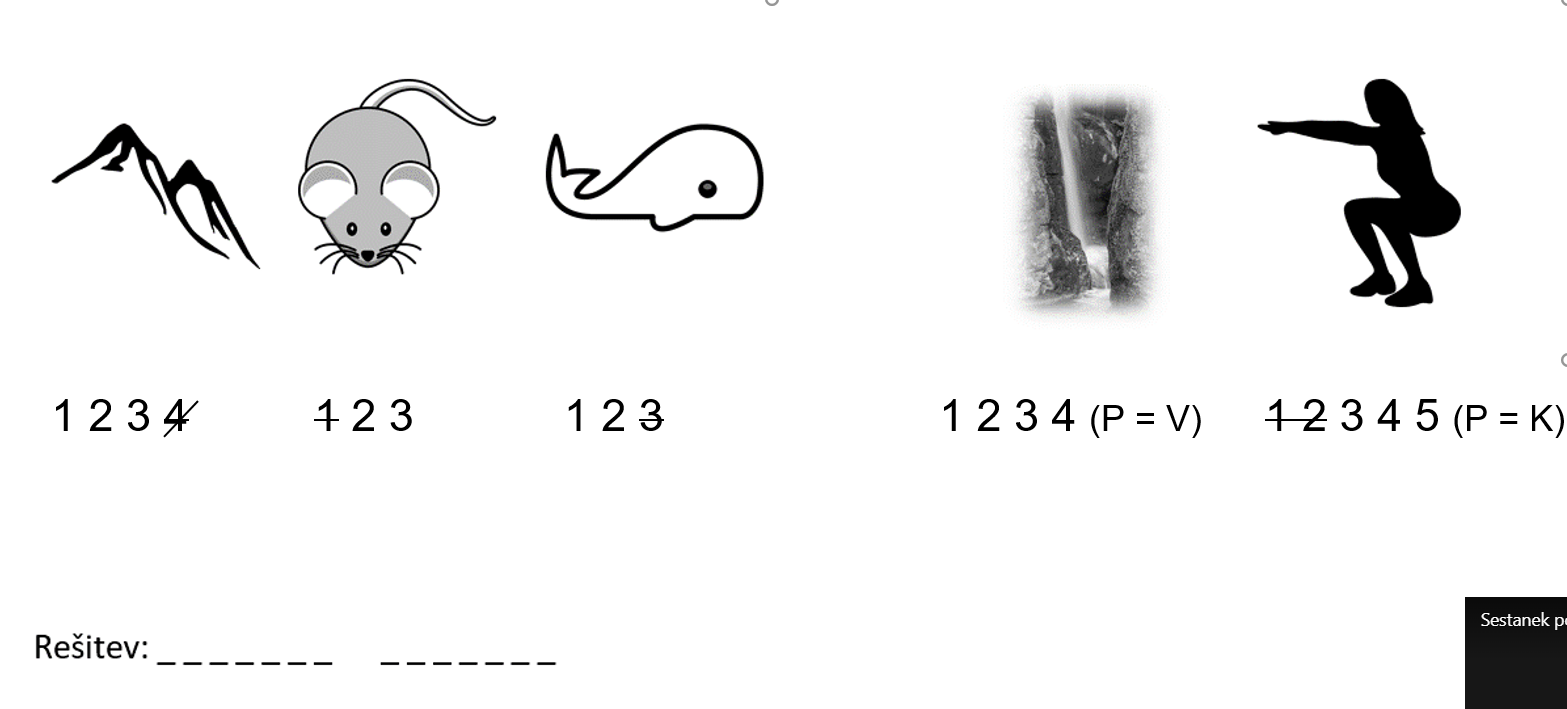 1 2 3 4 1 2 3 1 2 3 1 2 3 4 (P = V) 1 2 3 4 5 (P = K)
Rešitev: _ _ _ _ _ _ _ _ _ _ _ _ _ _
Sestanek